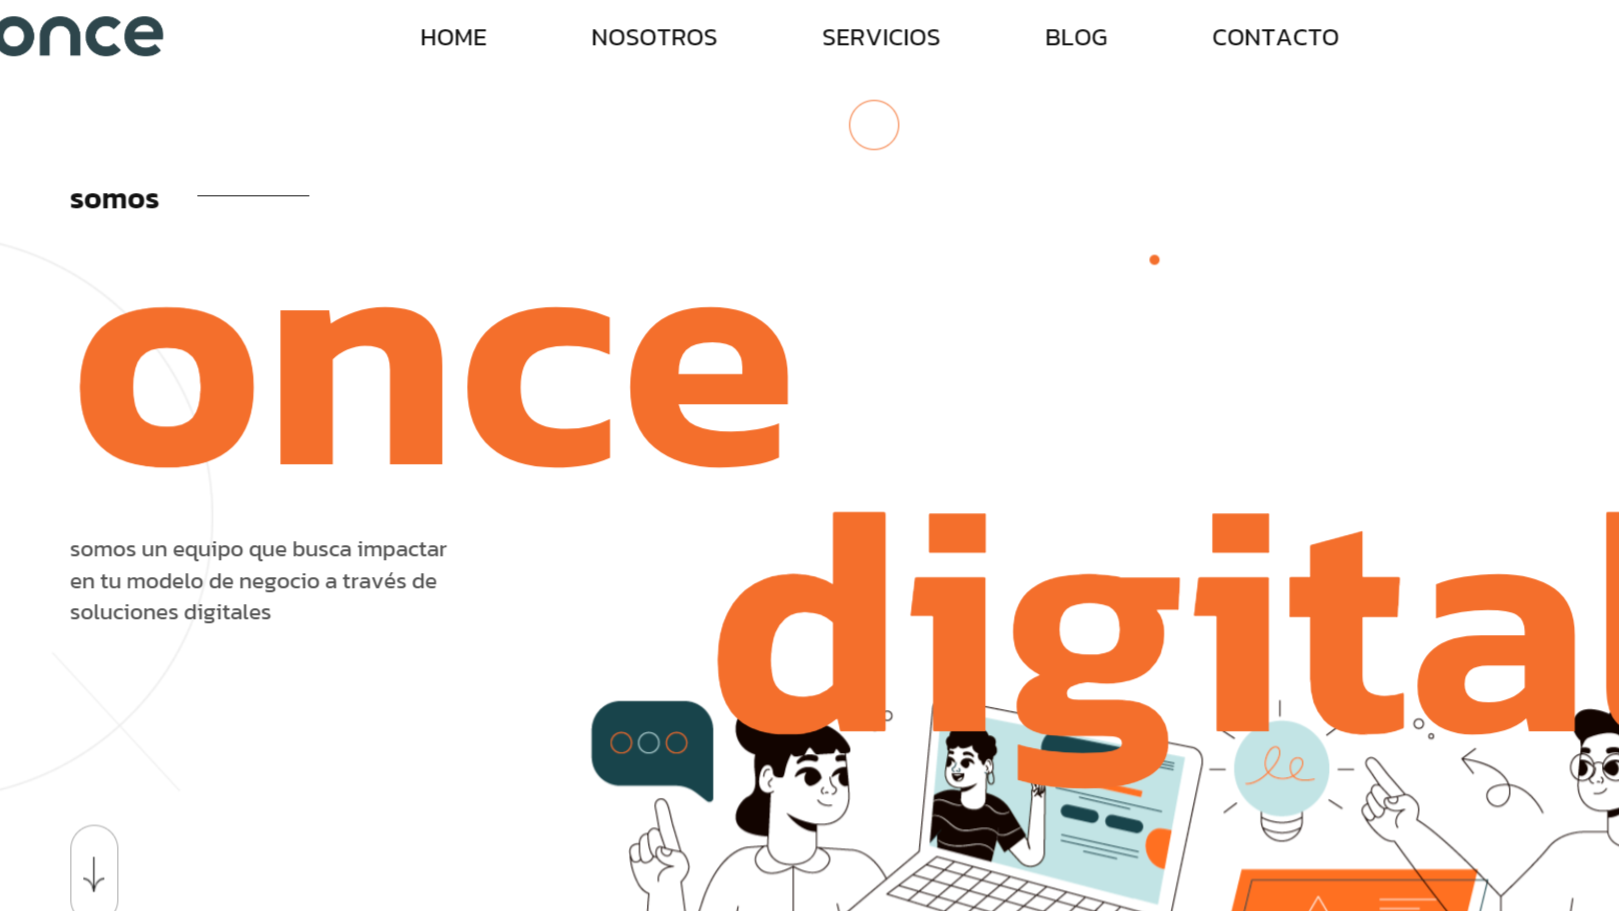 once
HOME NOSOTROS SERVICIOS BLOG CONTACTO
somos
once
digital
somos un equipo que busca impactar
en tu modelo de negocio a través de
soluciones digitales